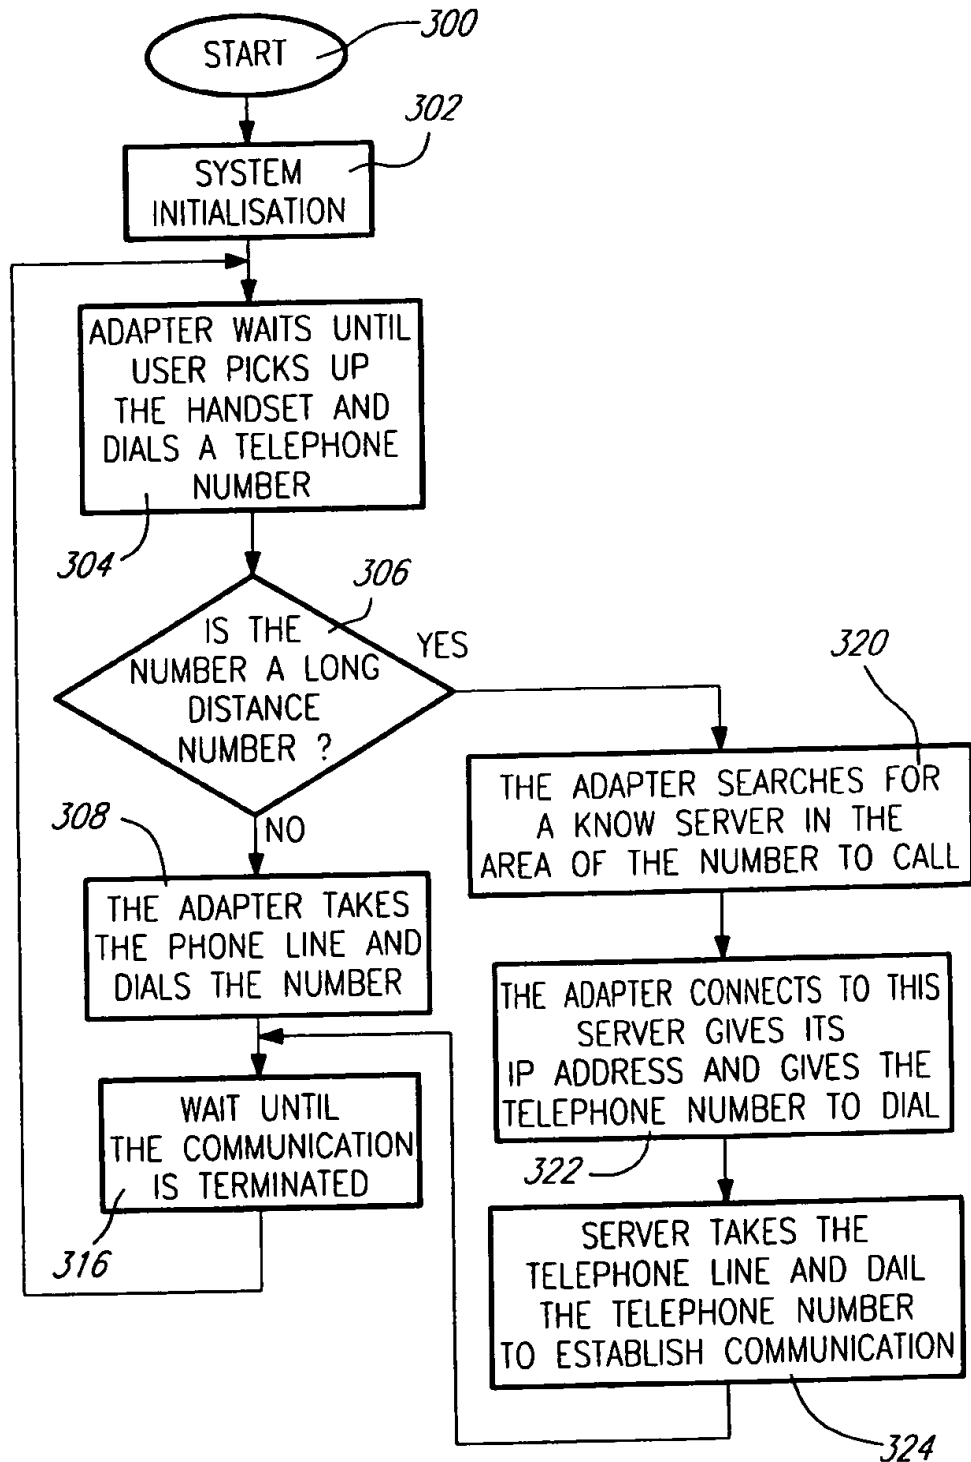 300
START
302
SYSTEM
INITIALISATION
ADAPTER WAITS UNTIL
USER PICKS UP
THE HANDSET AND
DIALS A TELEPHONE
NUMBER
304
306
IS THE
NUMBER A LONG
DISTANCE
NUMBER ?
YES
NO
308
THE ADAPTER TAKES
THE PHONE LINE AND
DIALS THE NUMBER
WAIT UNTIL
THE COMMUNICATION
IS TERMINATED
316
320
THE ADAPTER SEARCHES FOR
A KNOW SERVER IN THE
AREA OF THE NUMBER TO CALL
THE ADAPTER CONNECTS TO THIS
SERVER GIVES ITS
IP ADDRESS AND GIVES THE
TELEPHONE NUMBER TO DIAL
322
SERVER TAKES THE
TELEPHONE LINE AND DAIL
THE TELEPHONE NUMBER
TO ESTABLISH COMMUNICATION
324